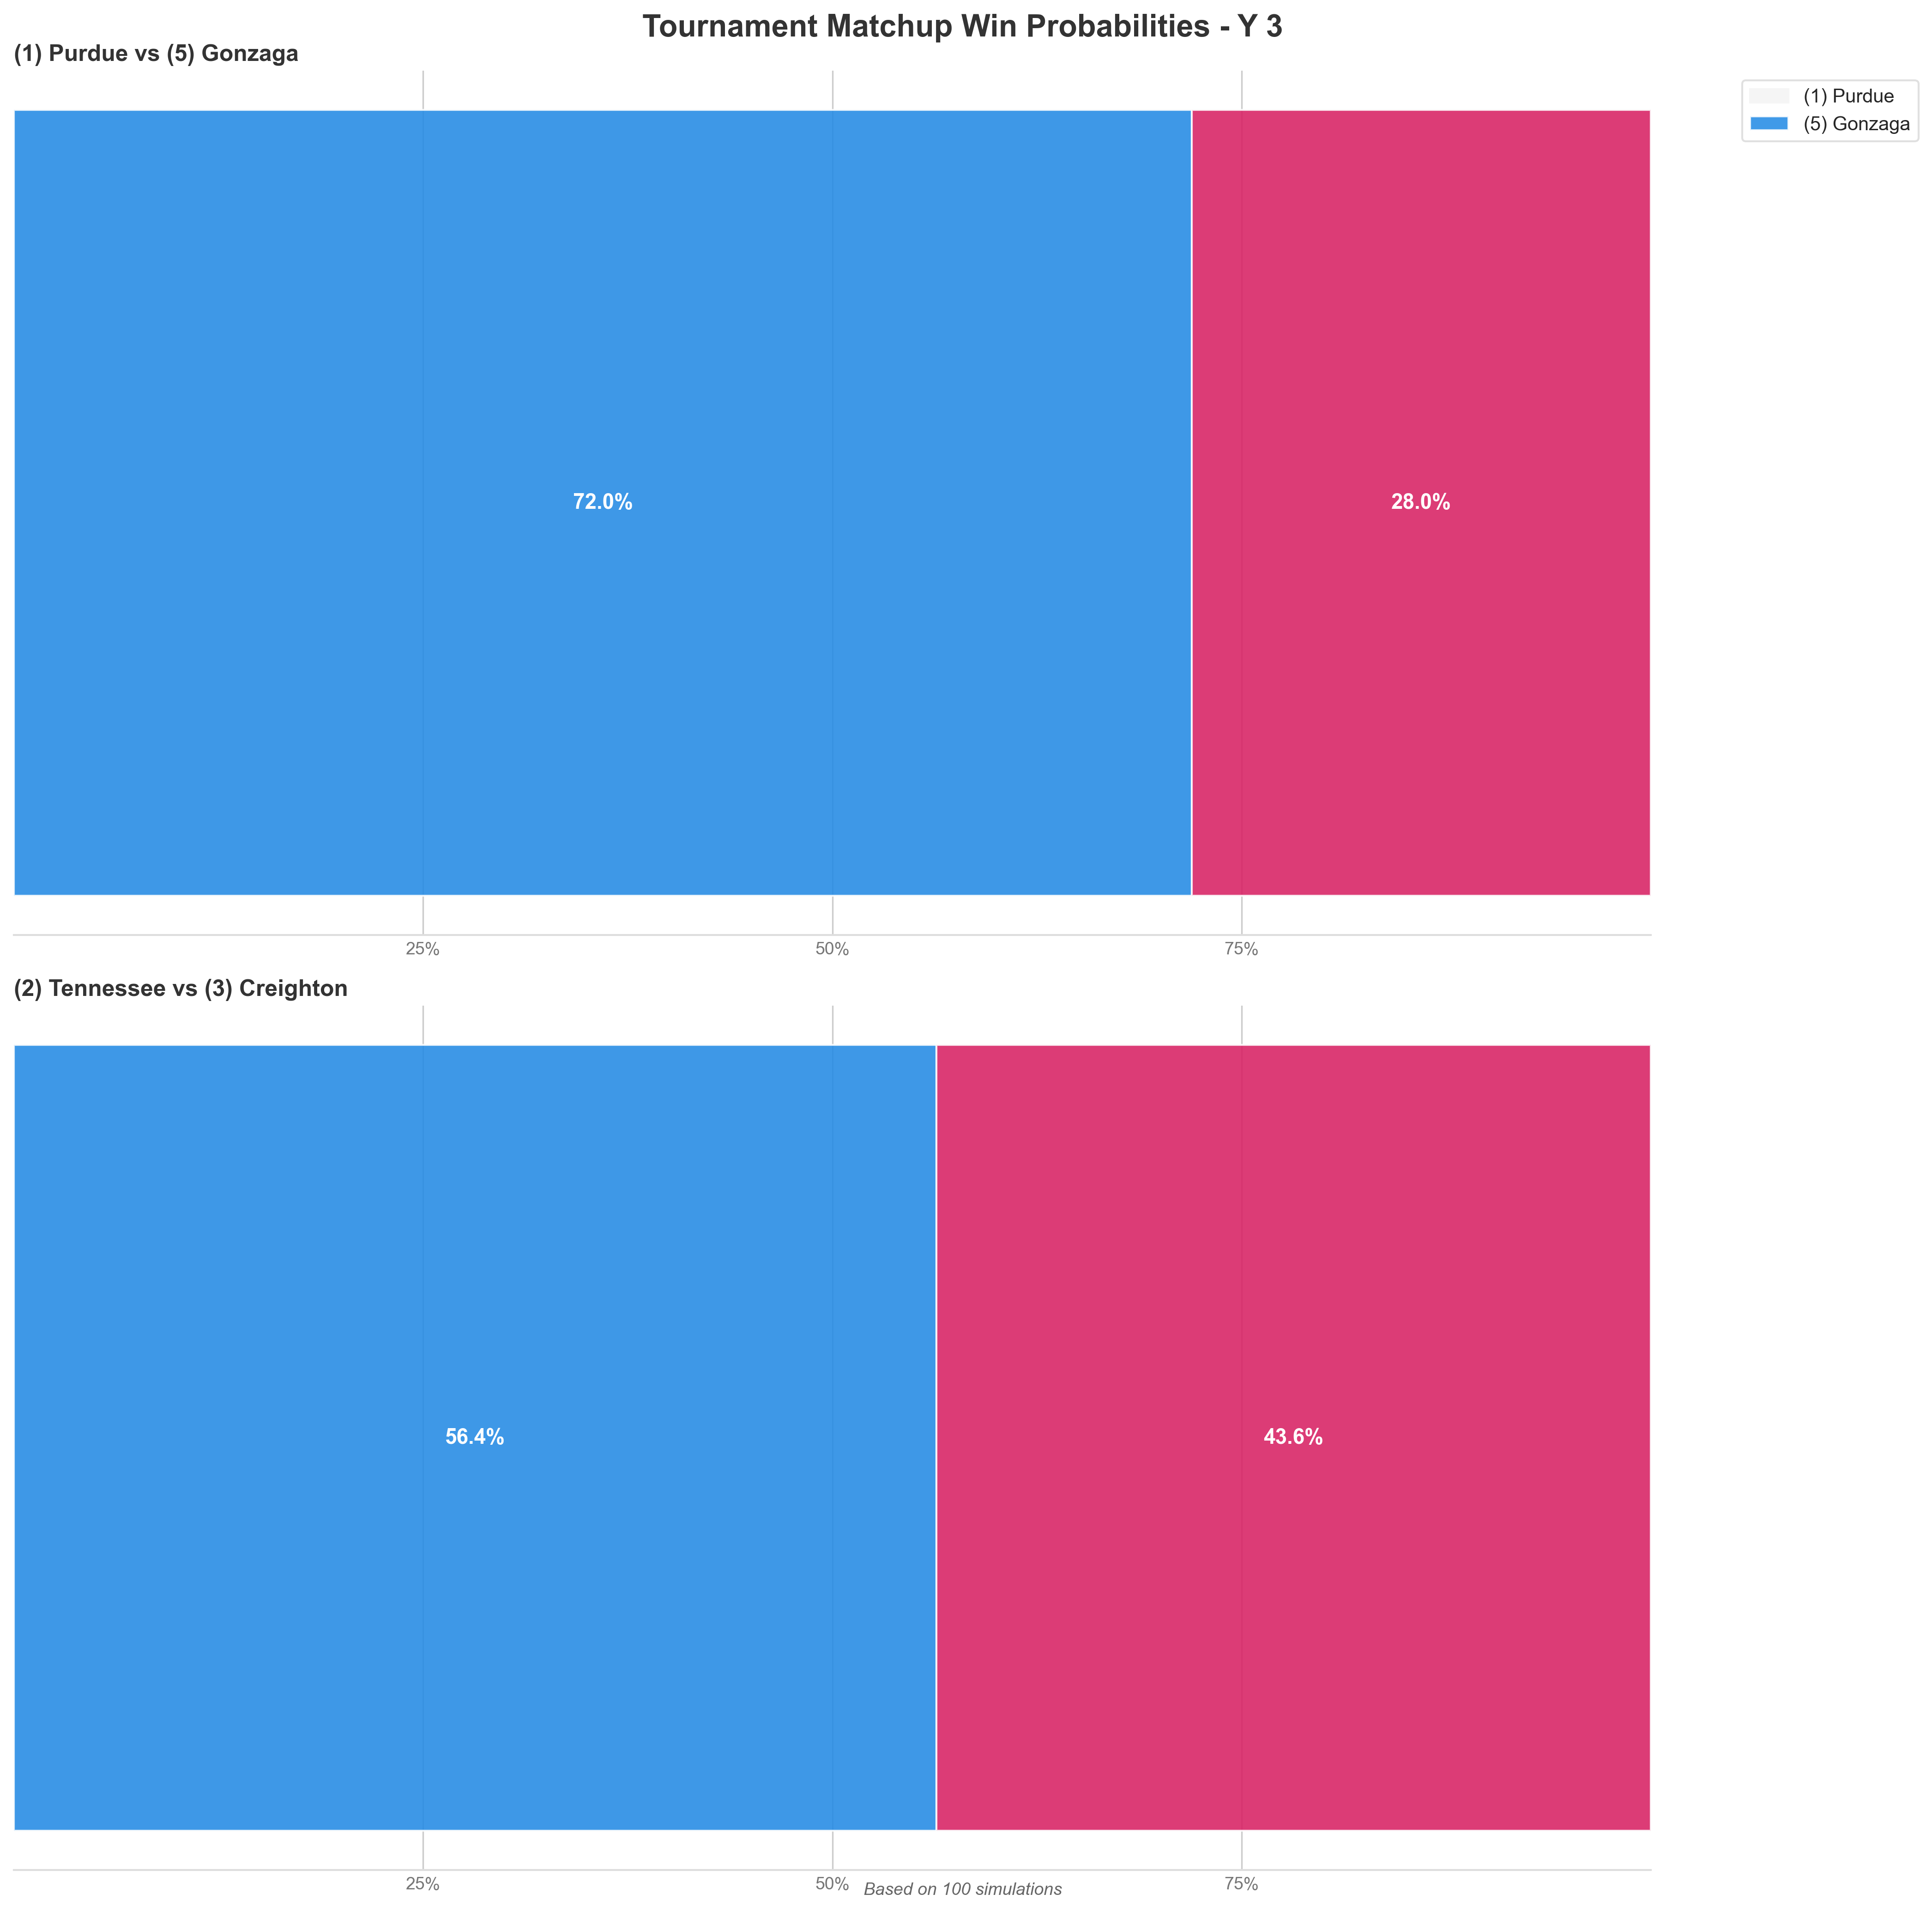 Tournament Matchup Win Probabilities - Y 3
(1) Purdue vs (5) Gonzaga
(1) Purdue
(5) Gonzaga
72.0%
28.0%
25%
50%
75%
(2) Tennessee vs (3) Creighton
56.4%
43.6%
25%
50%
75%
Based on 100 simulations